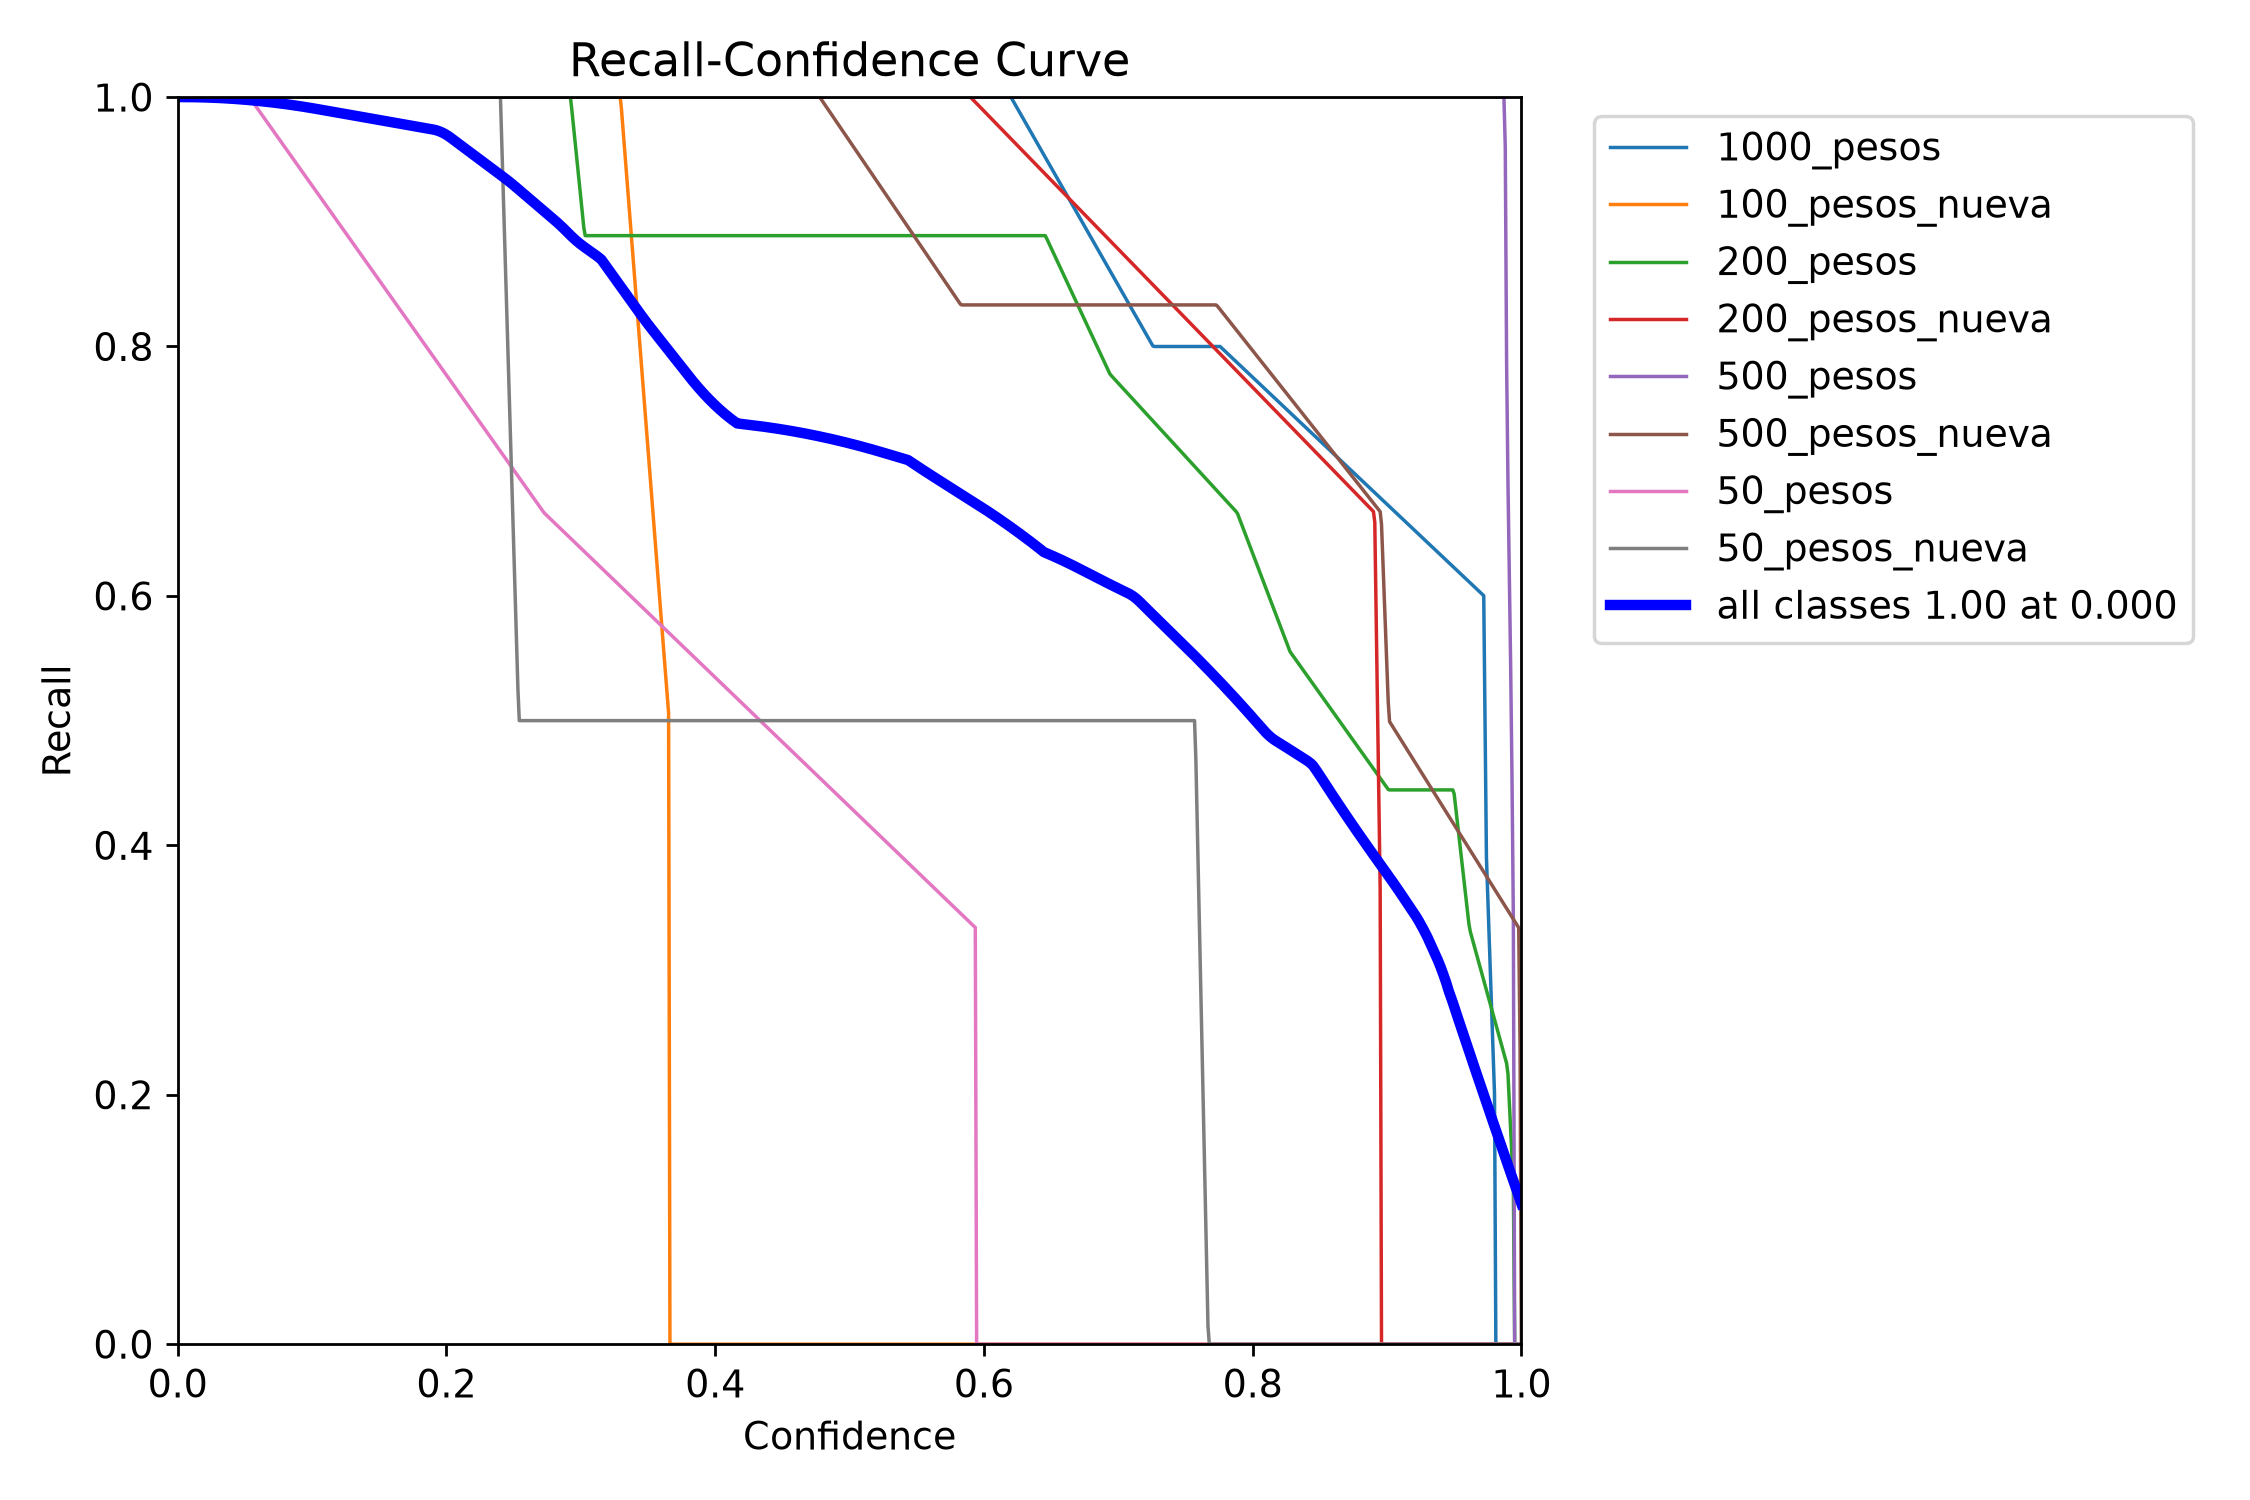 Recall-Confidence Curve
1.0
0.8
0.6
0.4
0.2
0.0
Recall
0.0 0.2 0.4 0.6 0.8 1.0
Confidence
1000_pesos
100_pesos_nueva
200_pesos
200_pesos_nueva
500_pesos
500_pesos_nueva
50_pesos
50_pesos_nueva
all classes 1.00 at 0.000